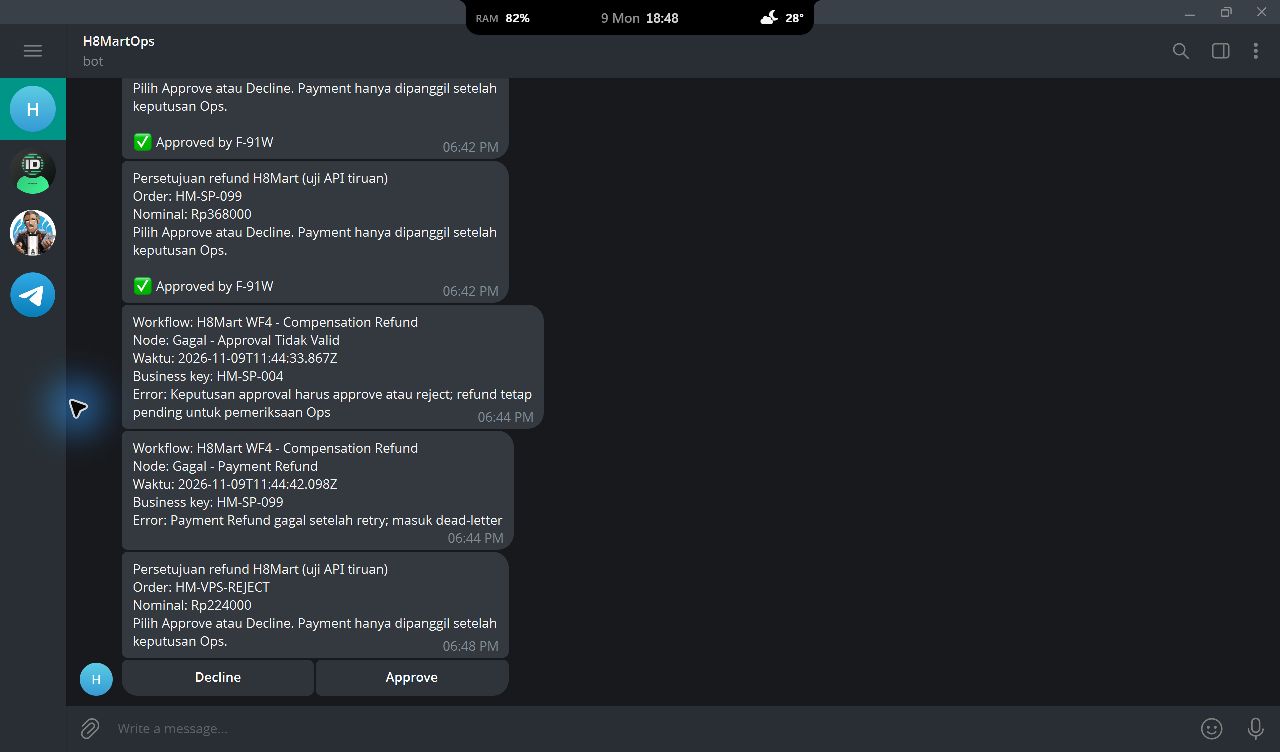 RAM 82% 9 Mon 18:48 28°
H8MartOps
bot
H
ID
Pilih Approve atau Decline. Payment hanya dipanggil setelah
keputusan Ops.
✅ Approved by F-91W
06:42 PM
Persetujuan refund H8Mart (uji API tiruan)
Order: HM-SP-099
Nominal: Rp368000
Pilih Approve atau Decline. Payment hanya dipanggil setelah
keputusan Ops.
✅ Approved by F-91W
06:42 PM
Workflow: H8Mart WF4 - Compensation Refund
Node: Gagal - Approval Tidak Valid
Waktu: 2026-11-09T11:44:33.867Z
Business key: HM-SP-004
Error: Keputusan approval harus approve atau reject; refund tetap
pending untuk pemeriksaan Ops
06:44 PM
Workflow: H8Mart WF4 - Compensation Refund
Node: Gagal - Payment Refund
Waktu: 2026-11-09T11:44:42.098Z
Business key: HM-SP-099
Error: Payment Refund gagal setelah retry; masuk dead-letter
06:44 PM
Persetujuan refund H8Mart (uji API tiruan)
Order: HM-VPS-REJECT
Nominal: Rp224000
Pilih Approve atau Decline. Payment hanya dipanggil setelah
keputusan Ops.
06:48 PM
H
Decline Approve
Write a message...